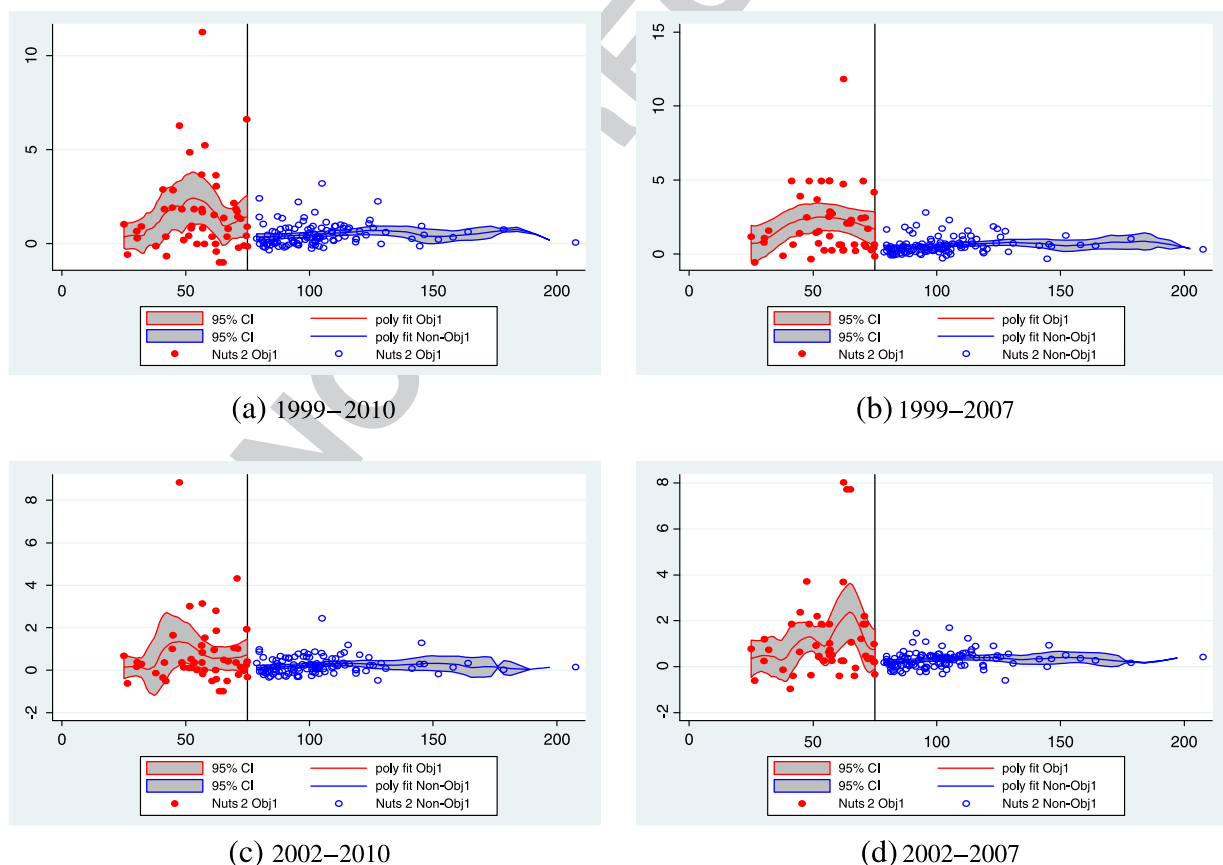 10
5
0
0 50 100 150 200
95% CI poly fit Obj1
95% CI poly fit Non-Obj1
Nuts 2 Obj1 Nuts 2 Obj1
(a) 1999–2010
15
10
5
0
0 50 100 150 200
95% CI poly fit Obj1
95% CI poly fit Non-Obj1
Nuts 2 Obj1 Nuts 2 Non-Obj1
(b) 1999–2007
8
6
4
2
0
-2
0 50 100 150 200
95% CI poly fit Obj1
95% CI poly fit Non-Obj1
Nuts 2 Obj1 Nuts 2 Non-Obj1
(c) 2002–2010
8
6
4
2
0
-2
0 50 100 150 200
95% CI poly fit Obj1
95% CI poly fit Non-Obj1
Nuts 2 Obj1 Nuts 2 Non-Obj1
(d) 2002–2007